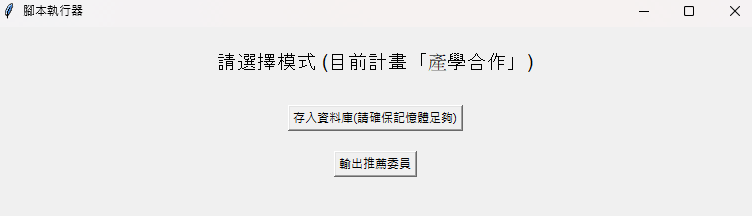 腳本執行器
請選擇模式 (目前計畫「產學合作」)
存入資料庫(請確保記憶體足夠)
輸出推薦委員